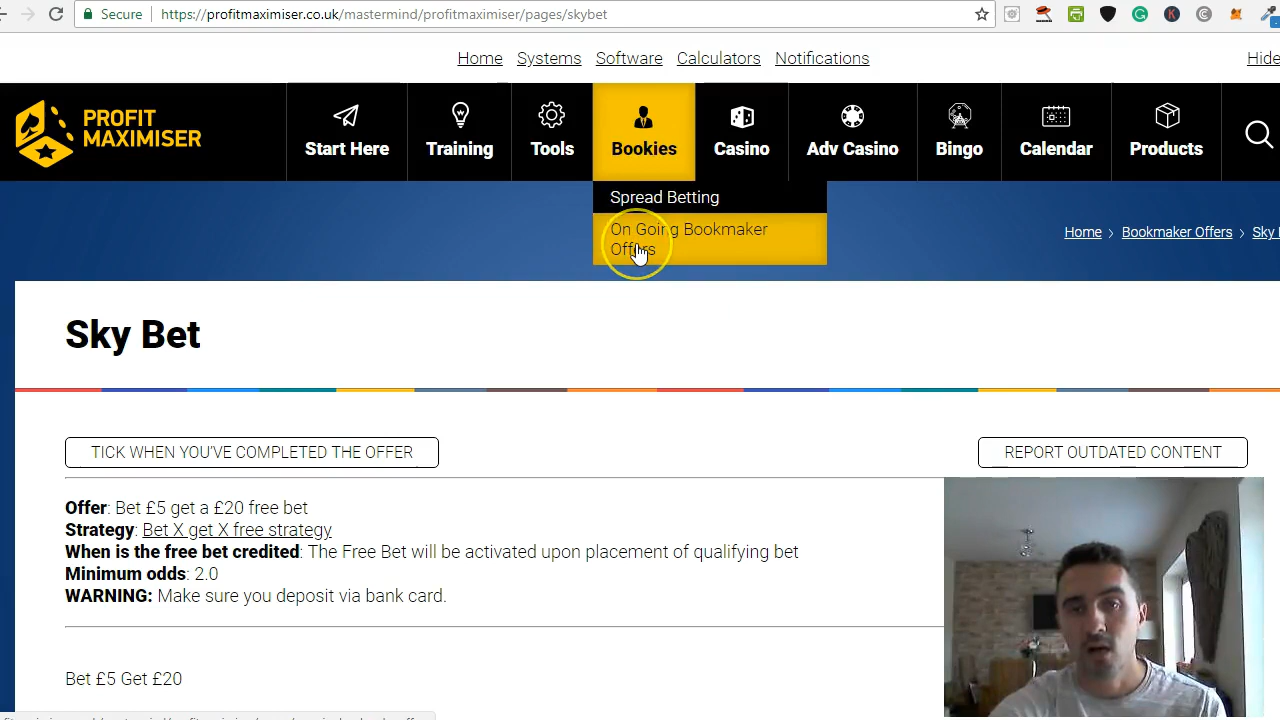 Secure
https://profitmaximiser.co.uk/mastermind/profitmaximiser/pages/skybet
Home Systems Software Calculators Notifications Hide
PROFIT
MAXIMISER
Start Here Training Tools Bookies Casino Adv Casino Bingo Calendar Products
Spread Betting
On Going Bookmaker
Offers
Home > Bookmaker Offers > Sky
Sky Bet
TICK WHEN YOU'VE COMPLETED THE OFFER
REPORT OUTDATED CONTENT
Offer: Bet £5 get a £20 free bet
Strategy: Bet X get X free strategy
When is the free bet credited: The Free Bet will be activated upon placement of qualifying bet
Minimum odds: 2.0
WARNING: Make sure you deposit via bank card.
Bet £5 Get £20